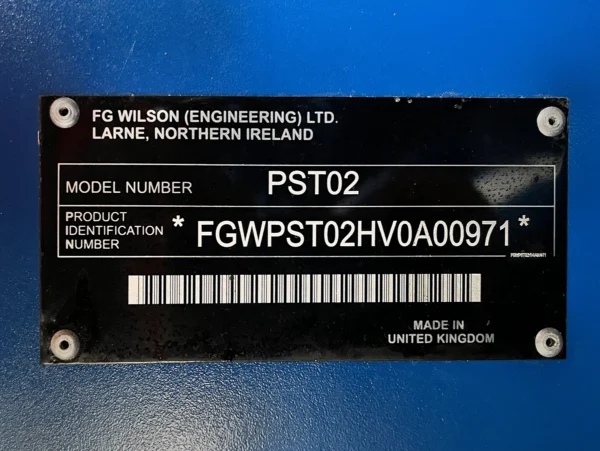 FG WILSON (ENGINEERING) LTD.
LARNE, NORTHERN IRELAND
MODEL NUMBER PST02
PRODUCT
IDENTIFICATION
NUMBER
* FGWPST02HV0A00971 *
MADE IN
UNITED KINGDOM